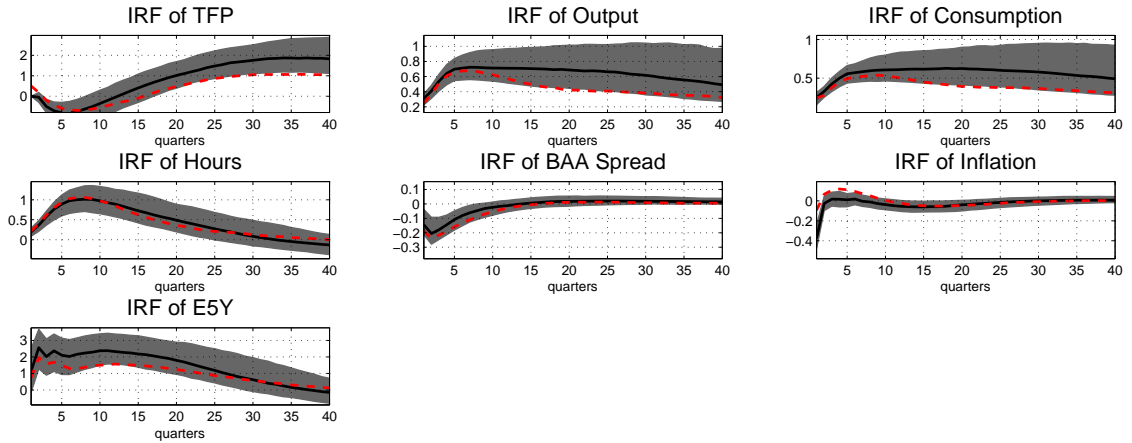 IRF of TFP
2
1
0
5 10 15 20 25 30 35 40
quarters
IRF of Output
1
0.8
0.6
0.4
0.2
5 10 15 20 25 30 35 40
quarters
IRF of Consumption
1
0.5
5 10 15 20 25 30 35 40
quarters
IRF of Hours
1
0.5
0
5 10 15 20 25 30 35 40
quarters
IRF of BAA Spread
0.1
0
−0.1
−0.2
−0.3
5 10 15 20 25 30 35 40
quarters
IRF of Inflation
0
−0.2
−0.4
5 10 15 20 25 30 35 40
quarters
IRF of E5Y
3
2
1
0
5 10 15 20 25 30 35 40
quarters